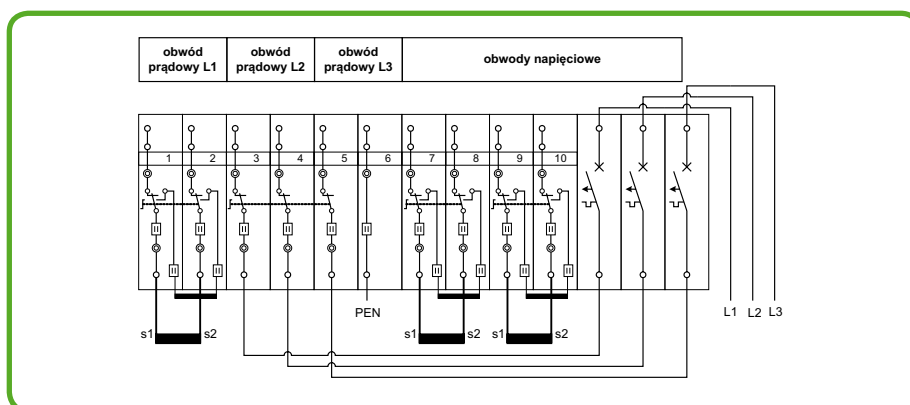 obwód
prądowy L1
obwód
prądowy L2
obwód
prądowy L3
obwody napięciowe
1 2 3 4 5 6 7 8 9 10
PEN
L1 L2 L3
s1 s2 s1 s2 s1 s2